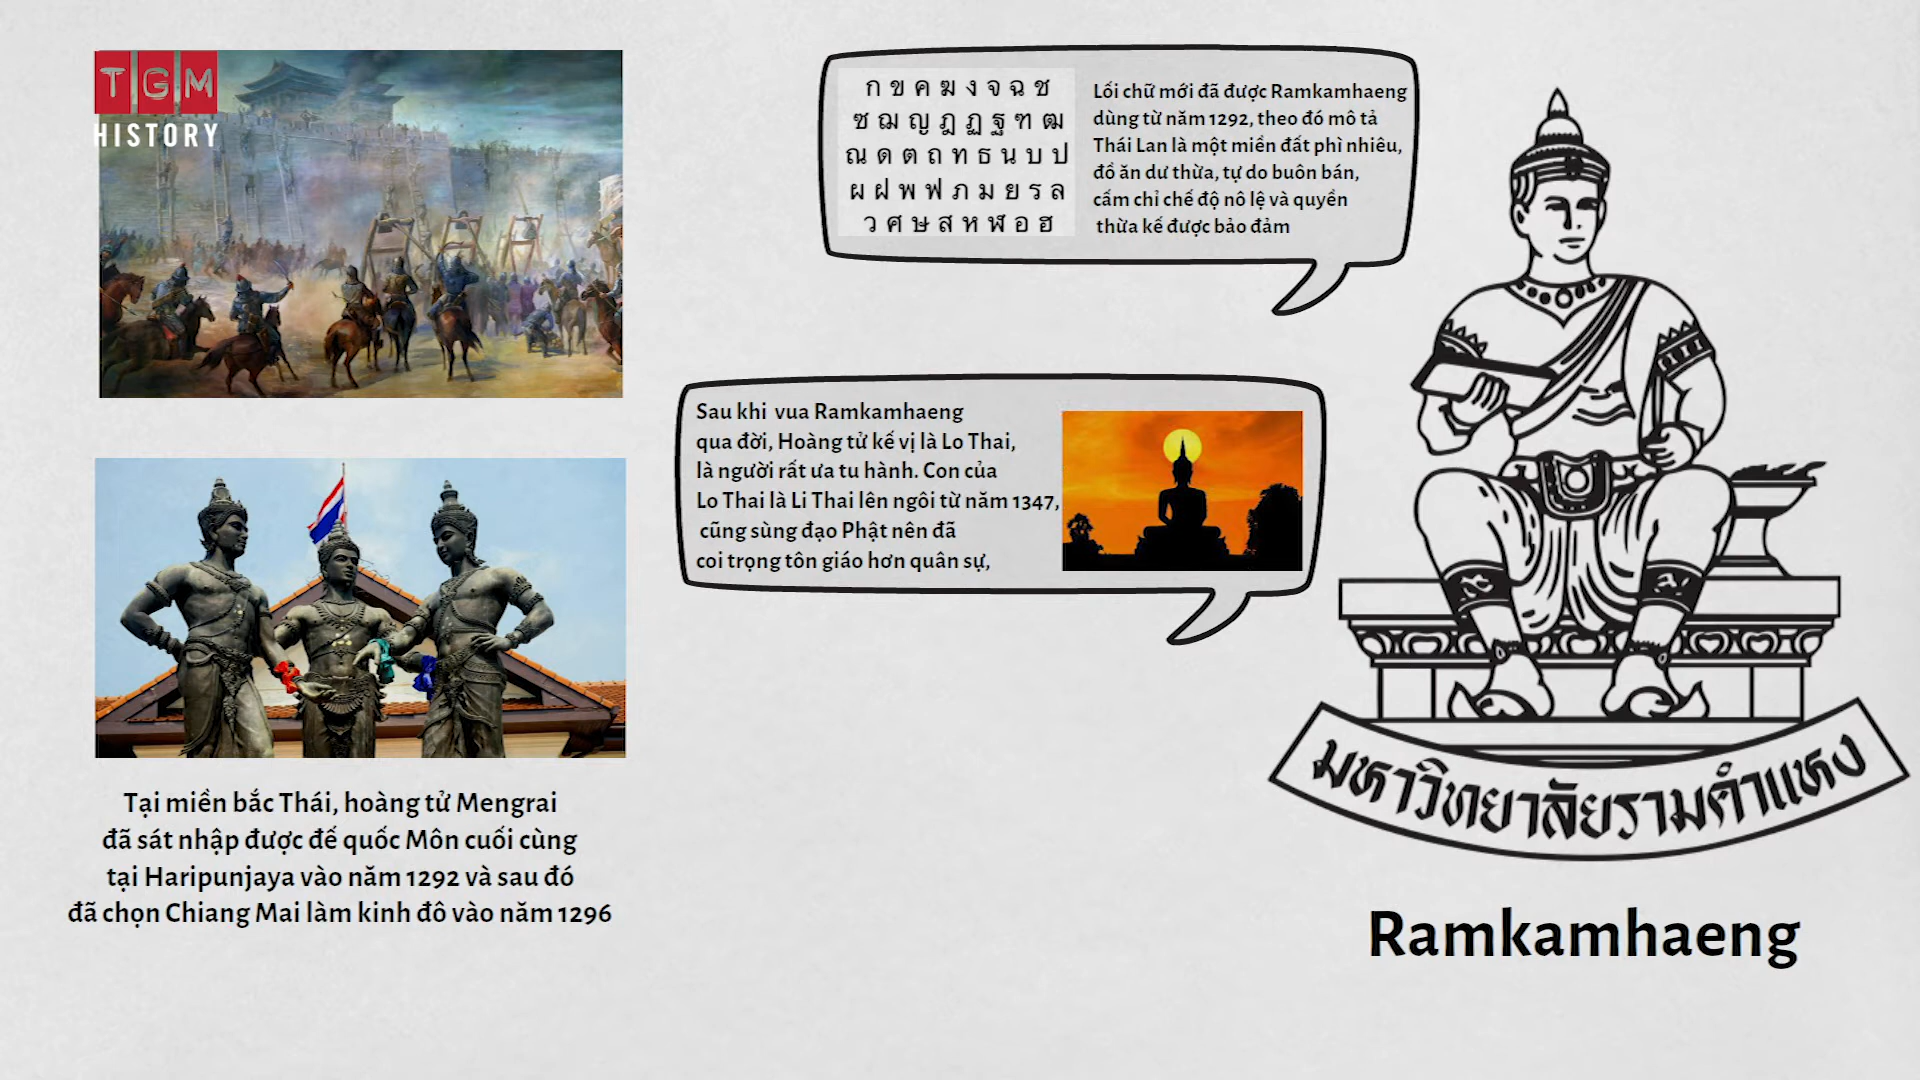 TGM
HISTORY
ก ข ค ฆ ง จ ฉ ช
ซ ฌ ญ ฎ ฏ ฐ ฑ ฒ
ณ ด ต ถ ท ธ น บ ป
ผ ฝ พ ฟ ภ ม ย ร ล
ว ศ ษ ส ห ฬ อ ฮ
Lối chữ mới đã được Ramkamhaeng
dùng từ năm 1292, theo đó mô tả
Thái Lan là một miền đất phì nhiêu,
đồ ăn dư thừa, tự do buôn bán,
cấm chỉ chế độ nô lệ và quyền
thừa kế được bảo đảm
Sau khi vua Ramkamhaeng
qua đời, Hoàng tử kế vị là Lo Thai,
là người rất ưa tu hành. Con của
Lo Thai là Li Thai lên ngôi từ năm 1347,
cũng sùng đạo Phật nên đã
coi trọng tôn giáo hơn quân sự,
Tại miền bắc Thái, hoàng tử Mengrai
đã sát nhập được đế quốc Môn cuối cùng
tại Haripunjaya vào năm 1292 và sau đó
đã chọn Chiang Mai làm kinh đô vào năm 1296
มหาวิทยาลัยรามคำแหง
Ramkamhaeng